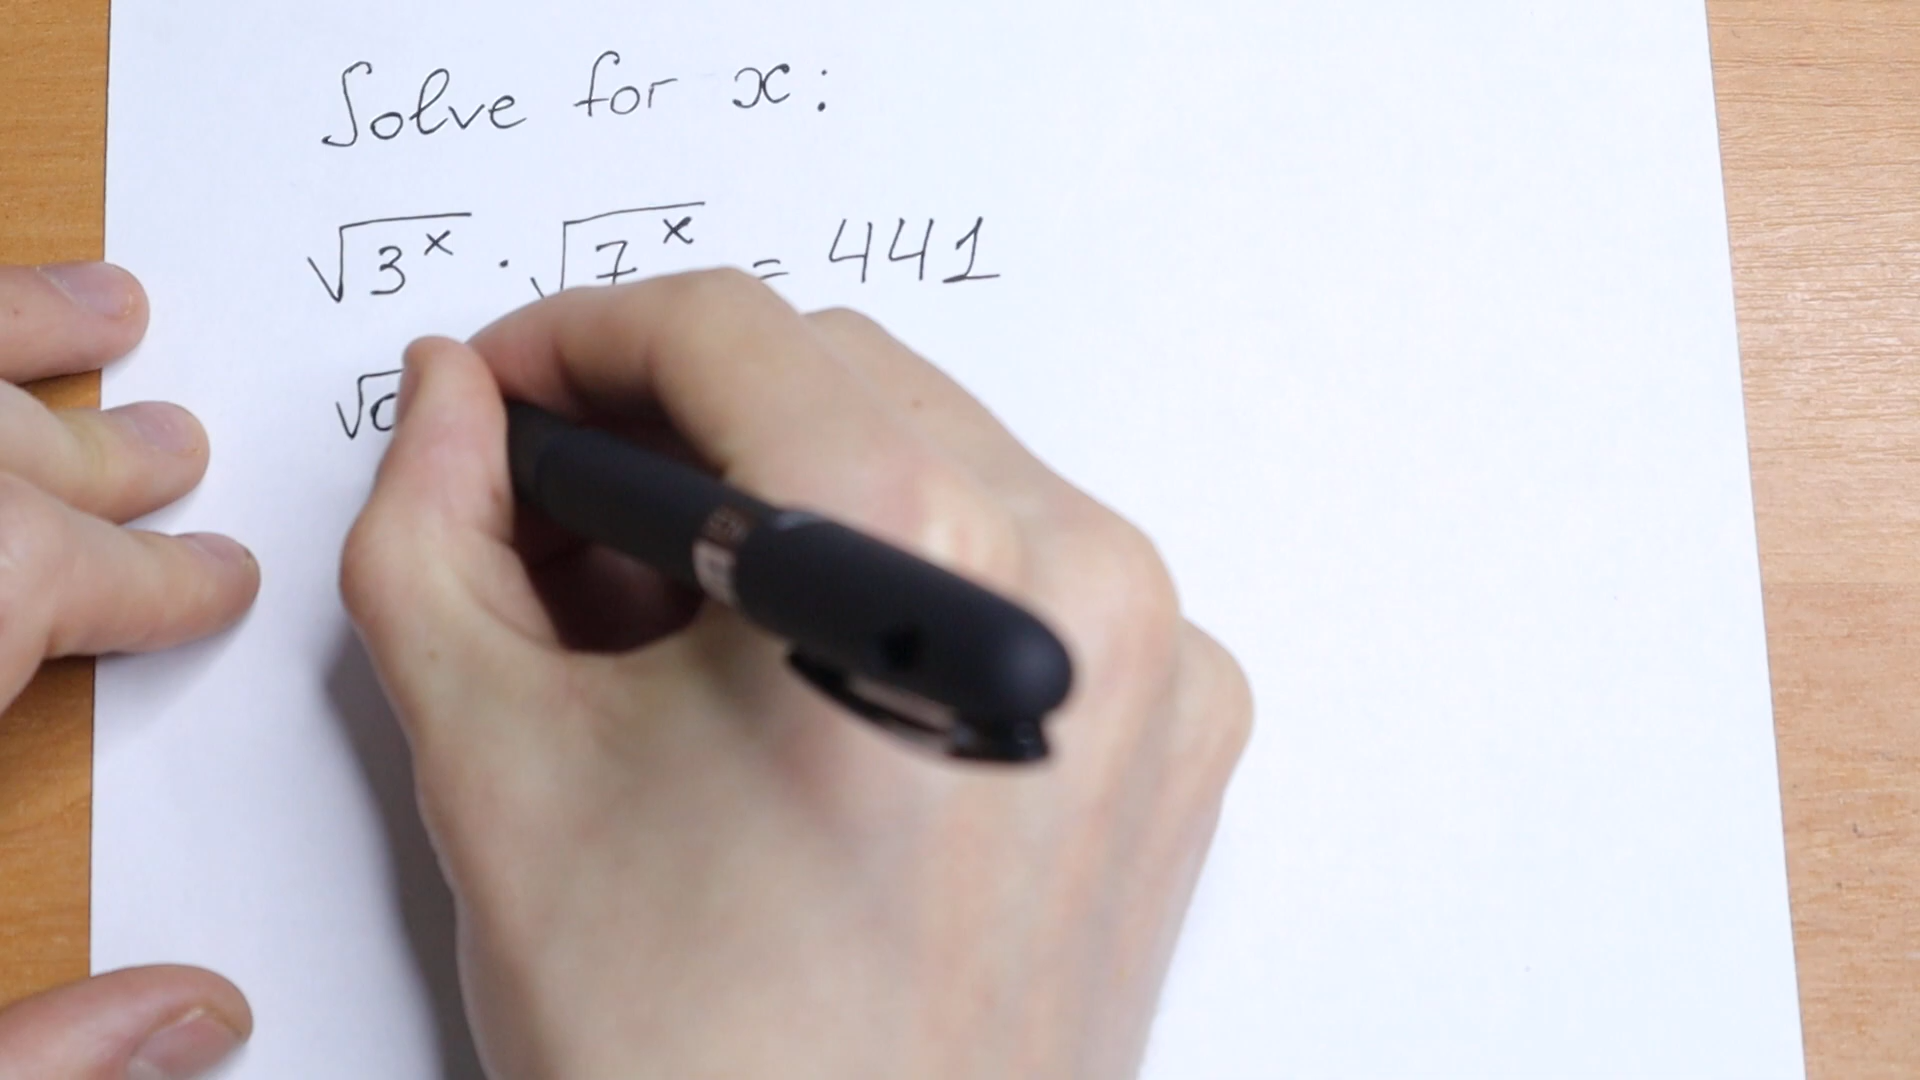 Solve for x:
√3ˣ · √7ˣ = 441